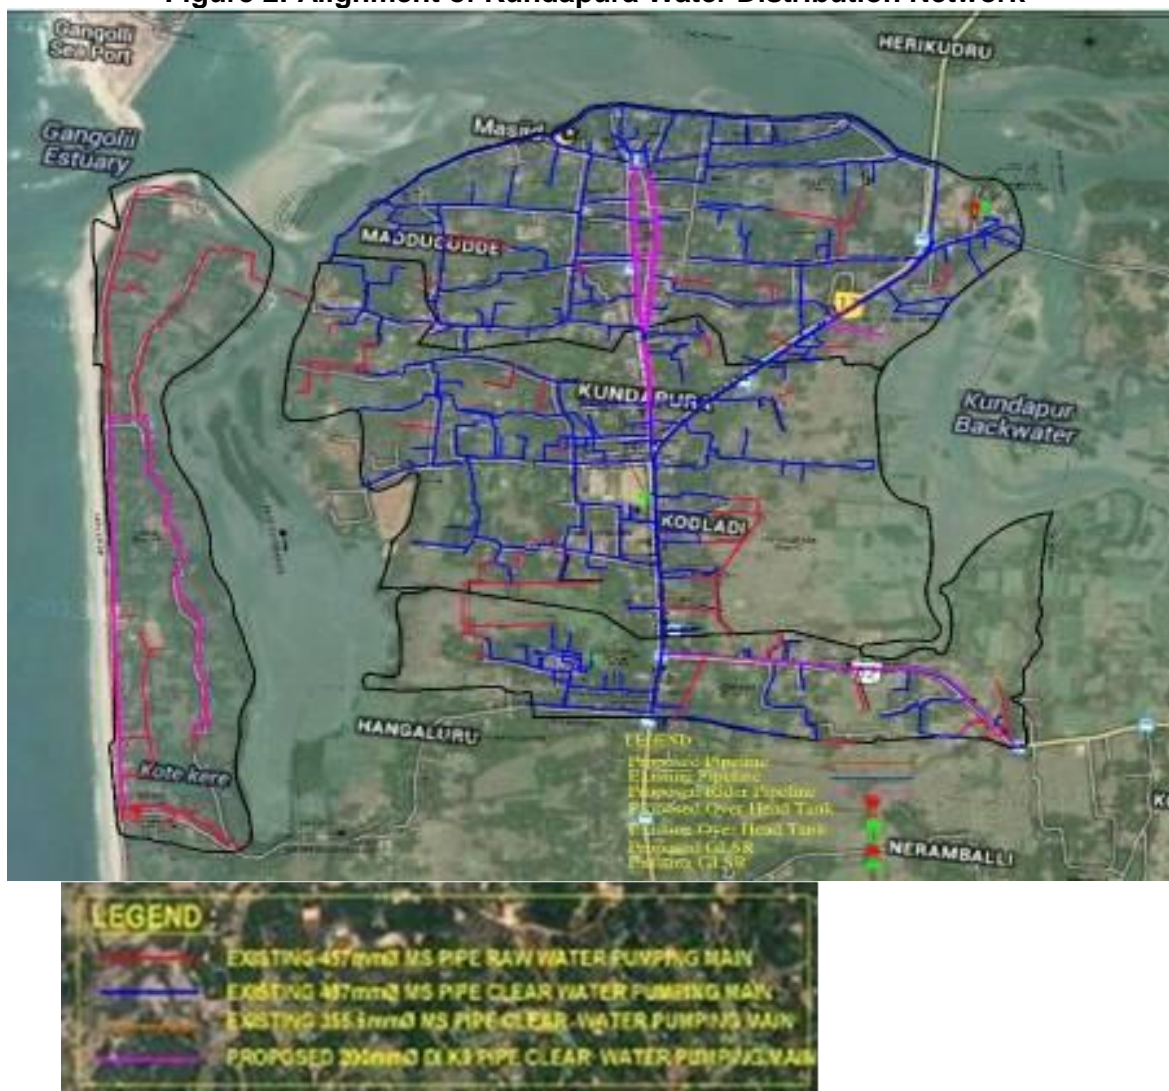 Figure 2: Alignment of Kundapura Water Distribution Network
Gangolli
Sea Port
HERIKUDRU
Gangolli
Estuary
Masjid
MADDUGUDDE
KUNDAPURA
Kundapur
Backwater
KODLADI
HANGALURU
Kote kere
NERAMBALLI
LEGEND
Proposed Pipeline
Existing Pipeline
Proposed Rider Pipeline
Proposed Over Head Tank
Existing Over Head Tank
Proposed GLSR
GLSR
LEGEND
EXISTING 457mmØ MS PIPE RAW WATER PUMPING MAIN
EXISTING 457mmØ MS PIPE CLEAR WATER PUMPING MAIN
EXISTING 355.6mmØ MS PIPE CLEAR WATER PUMPING MAIN
PROPOSED 300mmØ DI K9 PIPE CLEAR WATER PUMPING MAIN